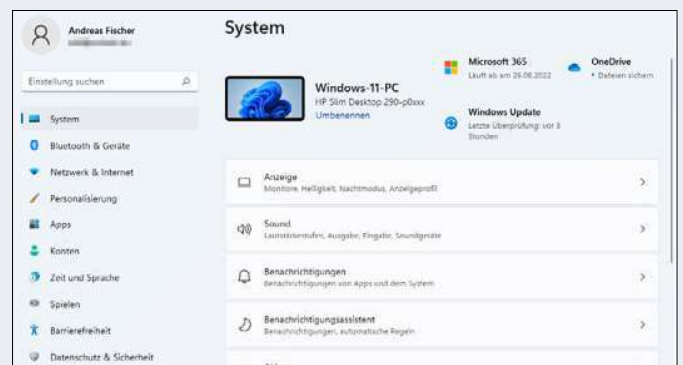 Andreas Fischer
System
Einstellung suchen
System
Bluetooth & Geräte
Netzwerk & Internet
Personalisierung
Apps
Konten
Zeit und Sprache
Spielen
Barrierefreiheit
Datenschutz & Sicherheit
Windows-11-PC
HP Slim Desktop 290-p0xxx
Umbenennen
Microsoft 365
Läuft ab am 26.08.2022
OneDrive
• Dateien sichern
Windows Update
Letzte Überprüfung: vor 3
Stunden
Anzeige
Monitore, Helligkeit, Nachtmodus, Anzeigeprofil
Sound
Lautstärkestufen, Ausgabe, Eingabe, Soundgeräte
Benachrichtigungen
Benachrichtigungen von Apps und dem System
Benachrichtigungsassistent
Benachrichtigungen, automatische Regeln